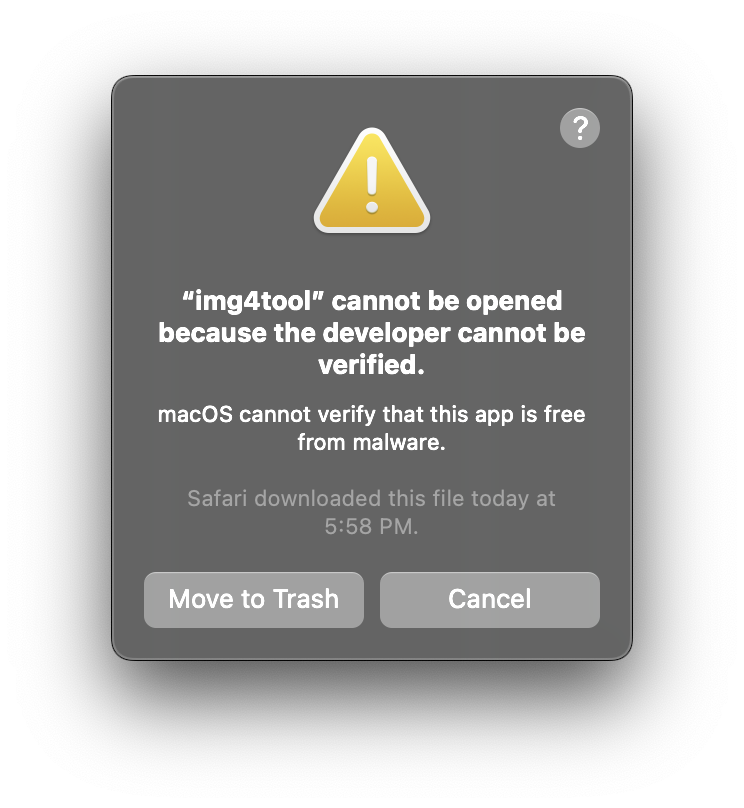 ?
“img4tool” cannot be opened
because the developer cannot be
verified.
macOS cannot verify that this app is free
from malware.
Safari downloaded this file today at
5:58 PM.
Move to Trash
Cancel